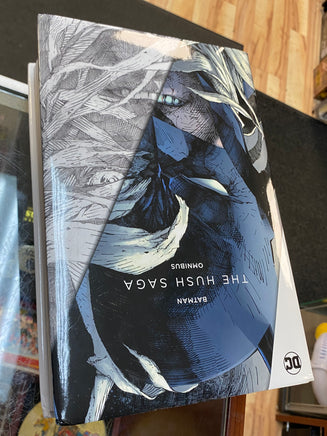 BATMAN
THE HUSH SAGA
OMNIBUS
DC